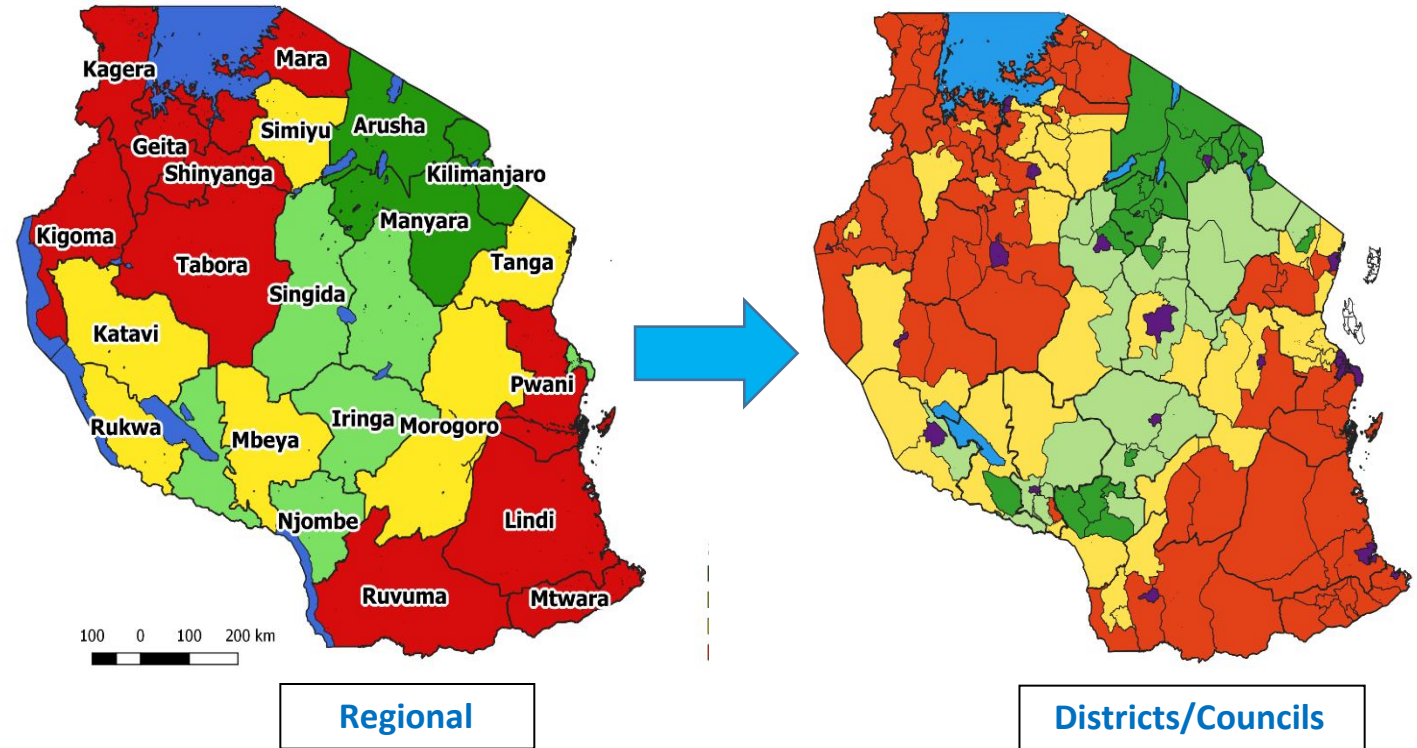 Mara
Kagera
Simiyu
Arusha
Geita
Shinyanga
Kilimanjaro
Manyara
Kigoma
Tabora
Tanga
Singida
Katavi
Pwani
Rukwa
Mbeya
Iringa
Morogoro
Njombe
Lindi
Ruvuma
Mtwara
100 0 100 200 km
Regional
Districts/Councils